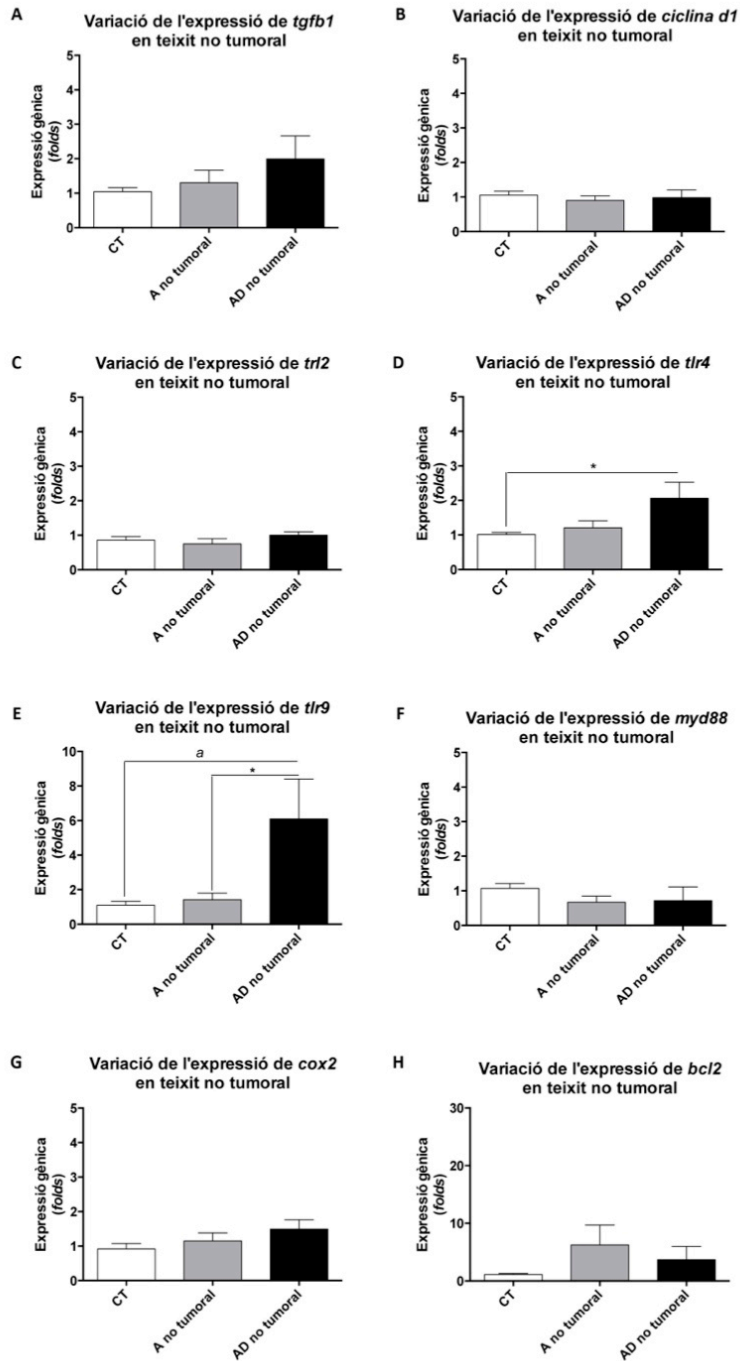 A
Variació de l'expressió de tgfb1
en teixit no tumoral
Expressió gènica
(folds)
5
4
3
2
1
0
CT
A no tumoral
AD no tumoral
B
Variació de l'expressió de ciclina d1
en teixit no tumoral
Expressió gènica
(folds)
5
4
3
2
1
0
CT
A no tumoral
AD no tumoral
C
Variació de l'expressió de trl2
en teixit no tumoral
Expressió gènica
(folds)
5
4
3
2
1
0
CT
A no tumoral
AD no tumoral
D
Variació de l'expressió de tlr4
en teixit no tumoral
Expressió gènica
(folds)
5
4
3
2
1
0
*
CT
A no tumoral
AD no tumoral
E
Variació de l'expressió de tlr9
en teixit no tumoral
Expressió gènica
(folds)
10
8
6
4
2
0
a
*
CT
A no tumoral
AD no tumoral
F
Variació de l'expressió de myd88
en teixit no tumoral
Expressió gènica
(folds)
5
4
3
2
1
0
CT
A no tumoral
AD no tumoral
G
Variació de l'expressió de cox2
en teixit no tumoral
Expressió gènica
(folds)
5
4
3
2
1
0
CT
A no tumoral
AD no tumoral
H
Variació de l'expressió de bcl2
en teixit no tumoral
Expressió gènica
(folds)
30
20
10
0
CT
A no tumoral
AD no tumoral